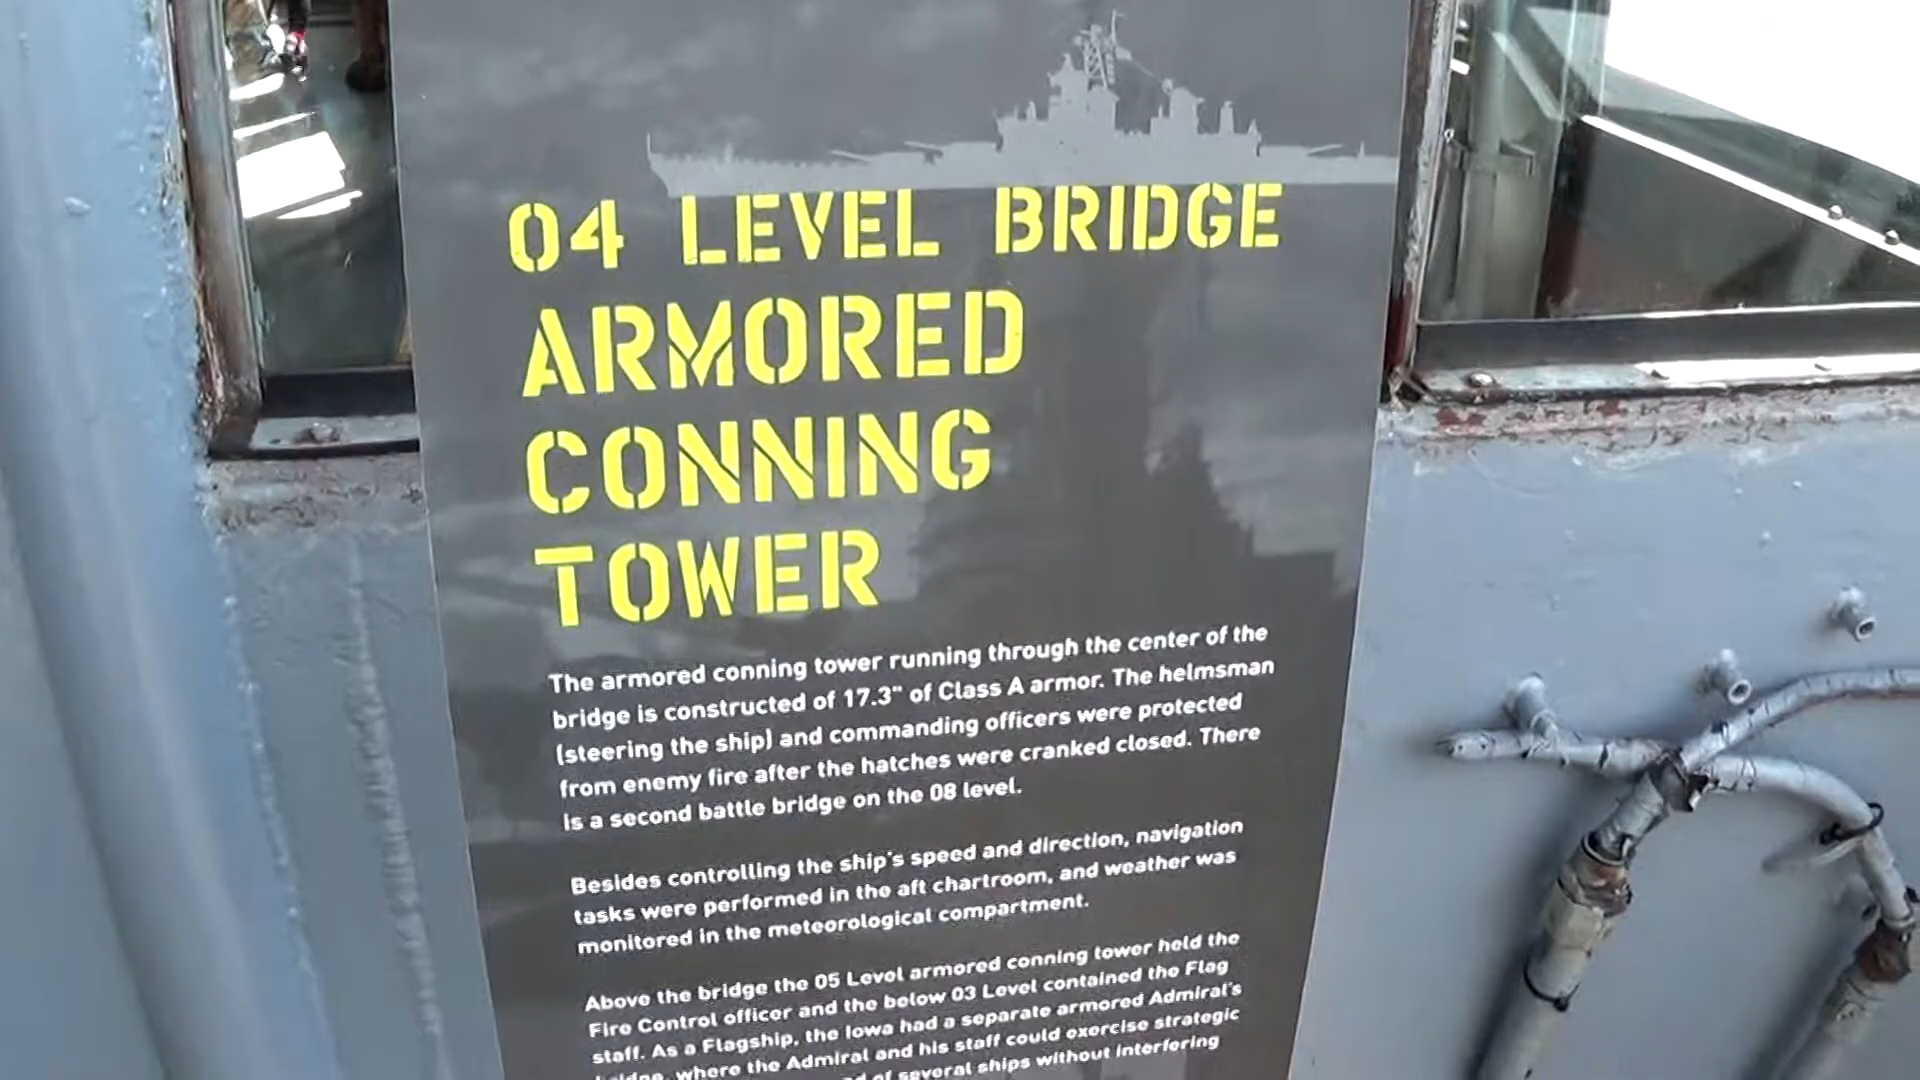 04 LEVEL BRIDGE
ARMORED
CONNING
TOWER
The armored conning tower running through the center of the
bridge is constructed of 17.3" of Class A armor. The helmsman
(steering the ship) and commanding officers were protected
from enemy fire after the hatches were cranked closed. There
is a second battle bridge on the 08 level.
Besides controlling the ship's speed and direction, navigation
tasks were performed in the aft chartroom, and weather was
monitored in the meteorological compartment.
Above the bridge the 05 Level armored conning tower held the
Fire Control officer and the below 03 Level contained the Flag
staff. As a Flagship, the Iowa had a separate armored Admiral's
bridge, where the Admiral and his staff could exercise strategic
of several ships without interfering